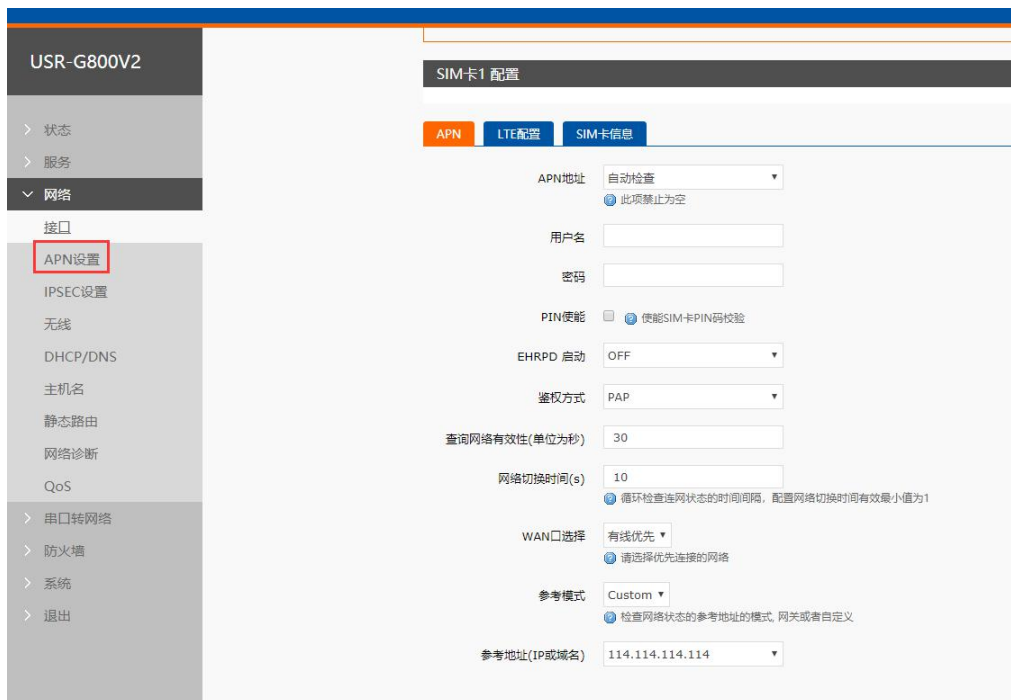 USR-G800V2
状态
服务
网络
接口
APN设置
IPSEC设置
无线
DHCP/DNS
主机名
静态路由
网络诊断
QoS
串口转网络
防火墙
系统
退出
SIM卡1 配置
APN LTE配置 SIM卡信息
APN地址 自动检查
此项禁止为空
用户名
密码
PIN使能 使能SIM卡PIN码校验
EHRPD 启动 OFF
鉴权方式 PAP
查询网络有效性(单位为秒) 30
网络切换时间(s) 10
循环检查连网状态的时间间隔，配置网络切换时间有效最小值为1
WAN口选择 有线优先
请选择优先连接的网络
参考模式 Custom
检查网络状态的参考地址的模式, 网关或者自定义
参考地址(IP或域名) 114.114.114.114